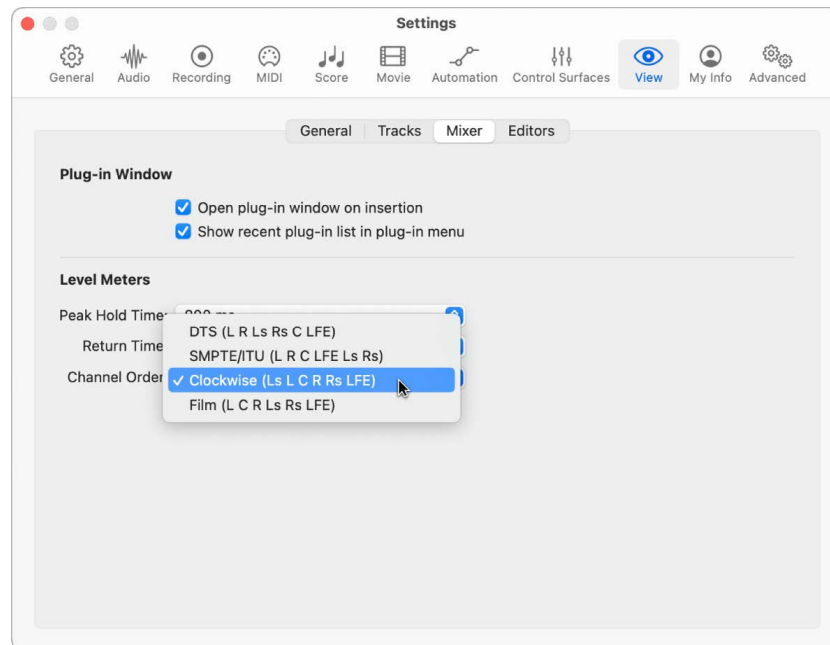 Settings
General Audio Recording MIDI Score Movie Automation Control Surfaces View My Info Advanced
General Tracks Mixer Editors
Plug-in Window
Open plug-in window on insertion
Show recent plug-in list in plug-in menu
Level Meters
Peak Hold Time:
DTS (L R Ls Rs C LFE)
Return Time
SMPTE/ITU (L R C LFE Ls Rs)
Channel Order
Clockwise (Ls L C R Rs LFE)
Film (L C R Ls Rs LFE)